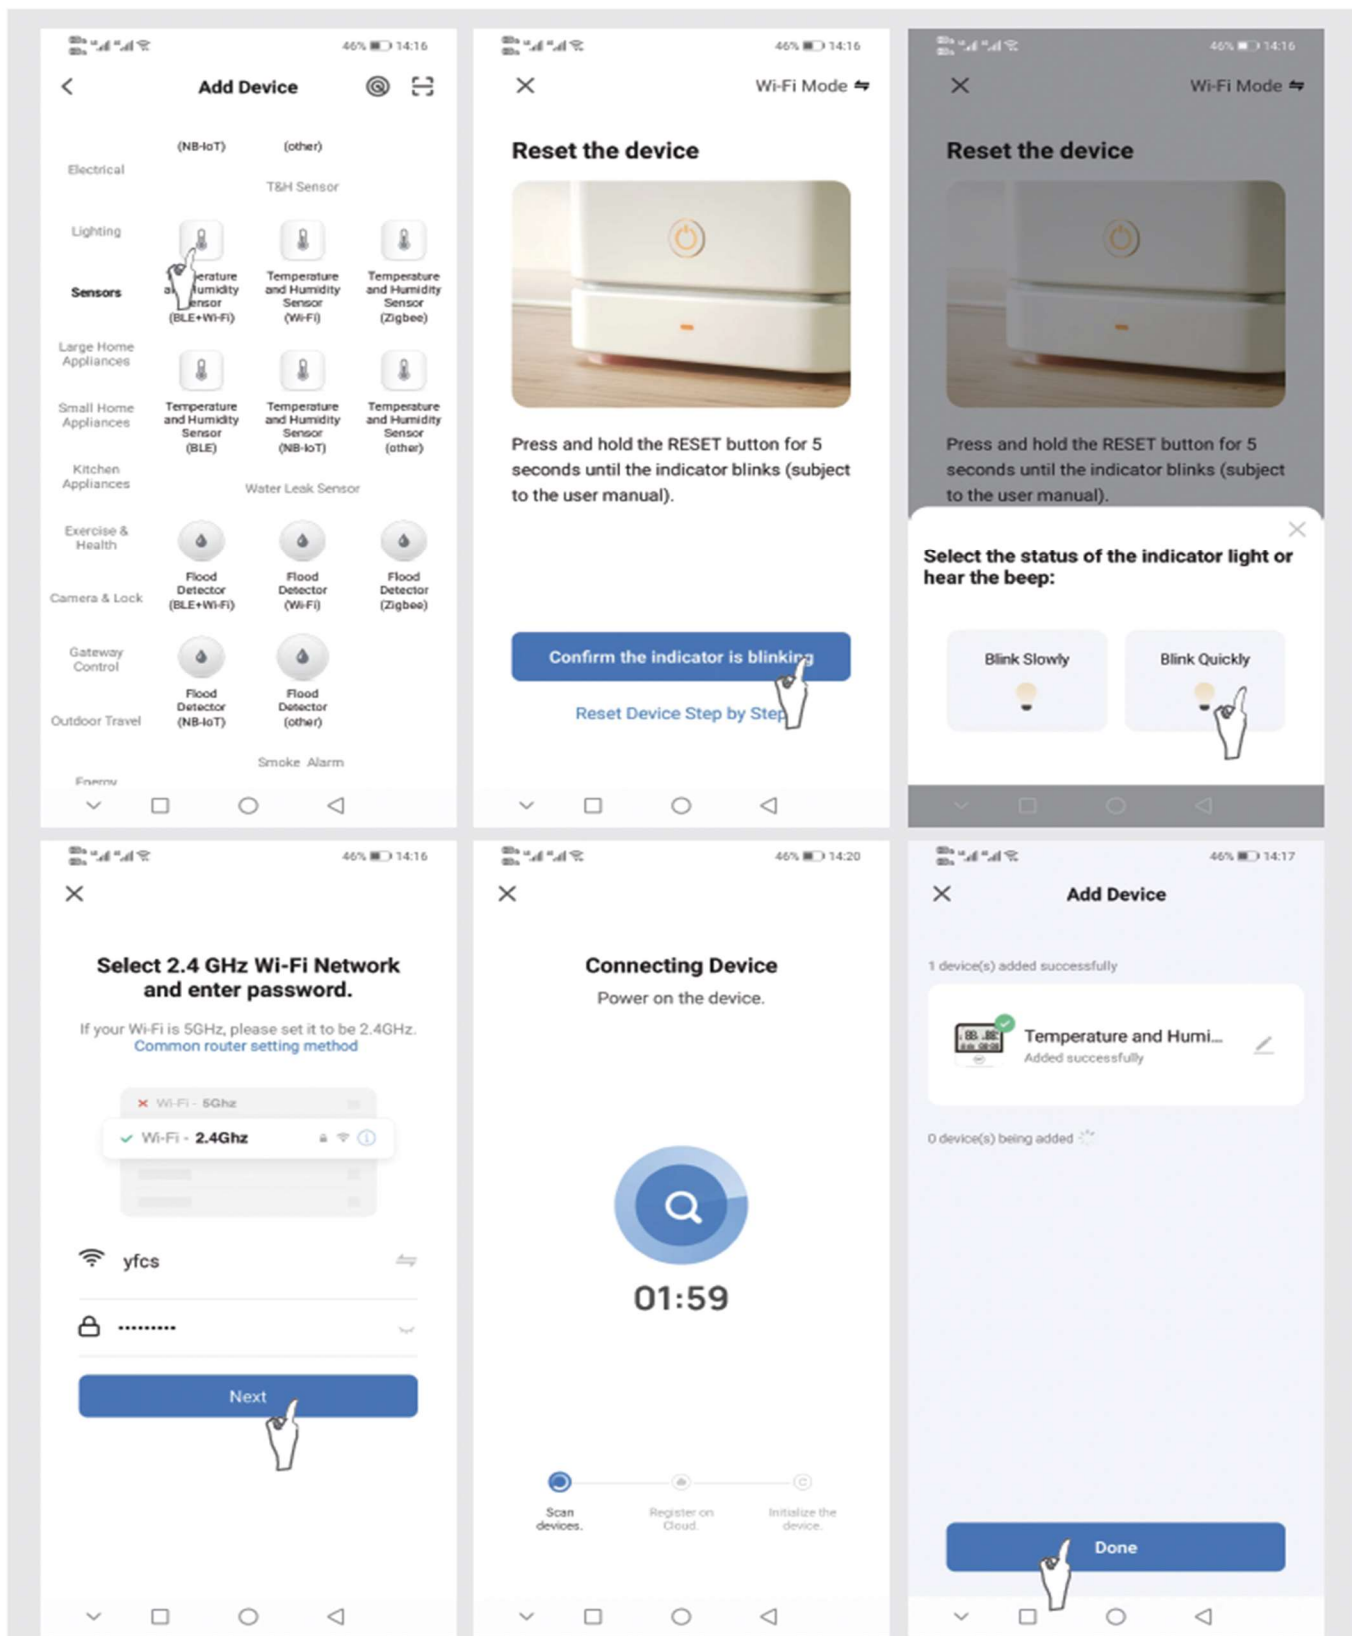 46% 14:16
Add Device
(NB-IoT) (other)
Electrical
T&H Sensor
Lighting
Sensors
and Humidity
(BLE+Wi-Fi)
Temperature
and Humidity
Sensor
(Wi-Fi)
Temperature
and Humidity
Sensor
(Zigbee)
Large Home
Appliances
Small Home
Appliances
Temperature
and Humidity
Sensor
(BLE)
Temperature
and Humidity
Sensor
(NB-IoT)
Temperature
and Humidity
Sensor
(other)
Kitchen
Appliances
Water Leak Sensor
Exercise &
Health
Flood
Detector
(BLE+Wi-Fi)
Flood
Detector
(Wi-Fi)
Flood
Detector
(Zigbee)
Camera & Lock
Gateway
Control
Flood
Detector
(NB-IoT)
Flood
Detector
(other)
Outdoor Travel
Smoke Alarm
Energy
46% 14:16
Wi-Fi Mode
Reset the device
Press and hold the RESET button for 5
seconds until the indicator blinks (subject
to the user manual).
Confirm the indicator is blinking
Reset Device Step by Step
46% 14:16
Wi-Fi Mode
Reset the device
Press and hold the RESET button for 5
seconds until the indicator blinks (subject
to the user manual).
Select the status of the indicator light or
hear the beep:
Blink Slowly
Blink Quickly
46% 14:16
Select 2.4 GHz Wi-Fi Network
and enter password.
If your Wi-Fi is 5GHz, please set it to be 2.4GHz.
Common router setting method
Wi-Fi - 5Ghz
Wi-Fi - 2.4Ghz
yfcs
Next
46% 14:20
Connecting Device
Power on the device.
01:59
Scan
devices.
Register on
Cloud.
Initialize the
device.
46% 14:17
Add Device
1 device(s) added successfully
Temperature and Humi...
Added successfully
0 device(s) being added
Done